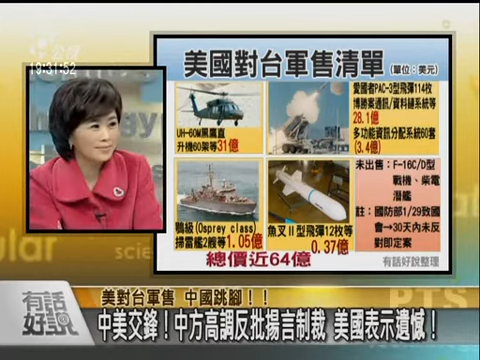 公視
19:31:52
美國對台軍售清單
(單位:美元)
UH-60M黑鷹直
升機60架等31億
愛國者PAC-3型飛彈114枚
博勝案通訊/資料鏈系統等
28.1億
多功能資訊分配系統60套
(3.4億)
鶚級(Osprey class)
掃雷艦2艘等1.05億
魚叉Ⅱ型飛彈12枚等
0.37億
未出售:F-16C/D型
戰機、柴電
潛艦
註:國防部1/29致國
會→30天內未反
對即定案
總價近64億
有話好說整理
有話
好說
美對台軍售 中國跳腳!!
中美交鋒!中方高調反批揚言制裁 美國表示遺憾!
PTS